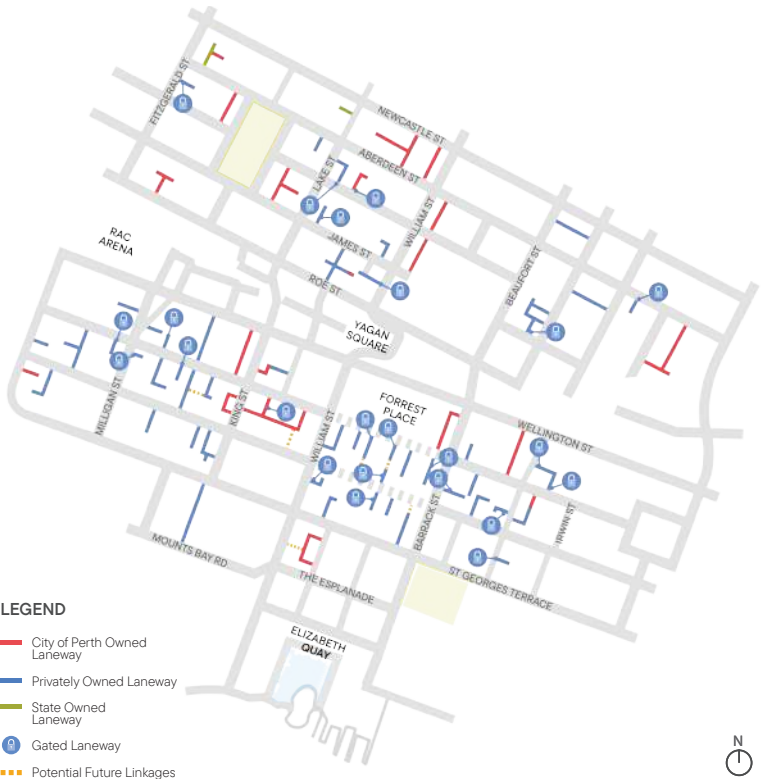 NEWCASTLE ST
FITZGERALD ST
ABERDEEN ST
LAKE ST
WILLIAM ST
RAC
ARENA
JAMES ST
BEAUFORT ST
ROE ST
YAGAN
SQUARE
MILLIGAN ST
KING ST
WILLIAM ST
FORREST
PLACE
WELLINGTON ST
BARRACK ST
IRWIN ST
MOUNTS BAY RD
THE ESPLANADE
ST GEORGES TERRACE
ELIZABETH
QUAY
LEGEND
City of Perth Owned
Laneway
Privately Owned Laneway
State Owned
Laneway
Gated Laneway
Potential Future Linkages
N